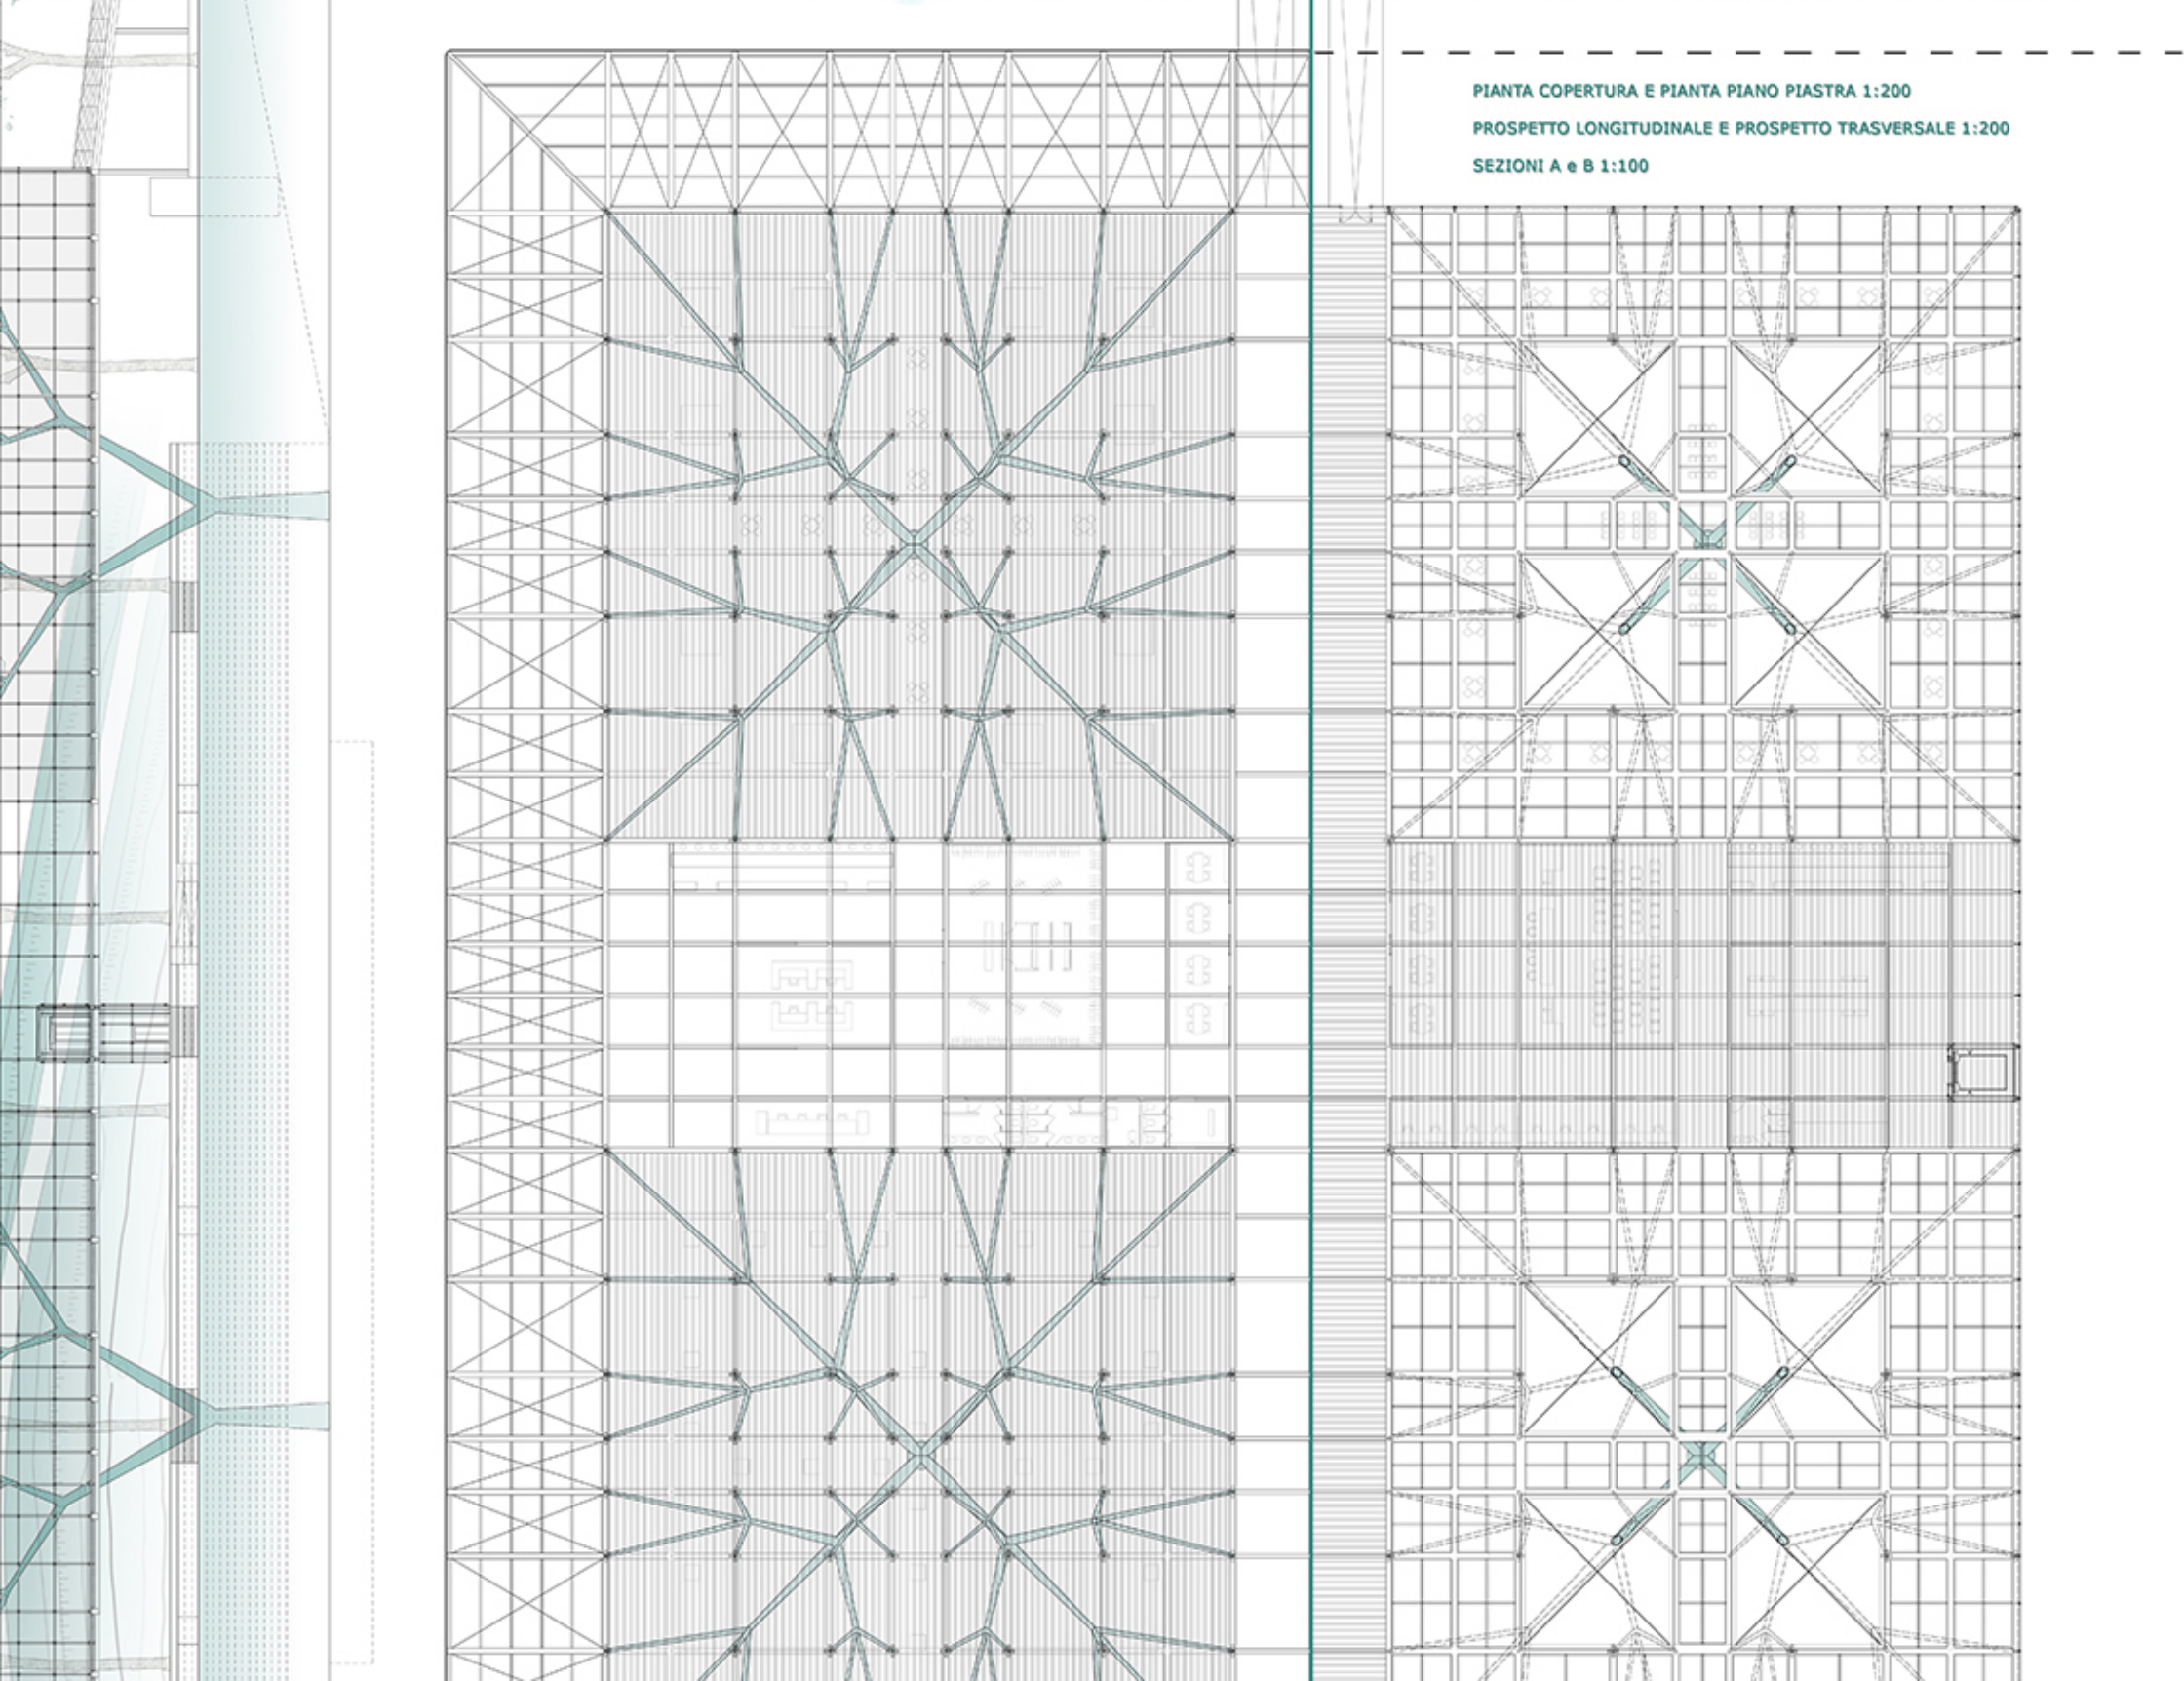 PIANTA COPERTURA E PIANTA PIANO PIASTRA 1:200
PROSPETTO LONGITUDINALE E PROSPETTO TRASVERSALE 1:200
SEZIONI A e B 1:100